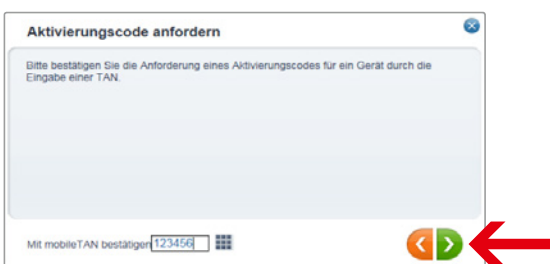 Aktivierungscode anfordern
Bitte bestätigen Sie die Anforderung eines Aktivierungscodes für ein Gerät durch die
Eingabe einer TAN.
Mit mobileTAN bestätigen 123456